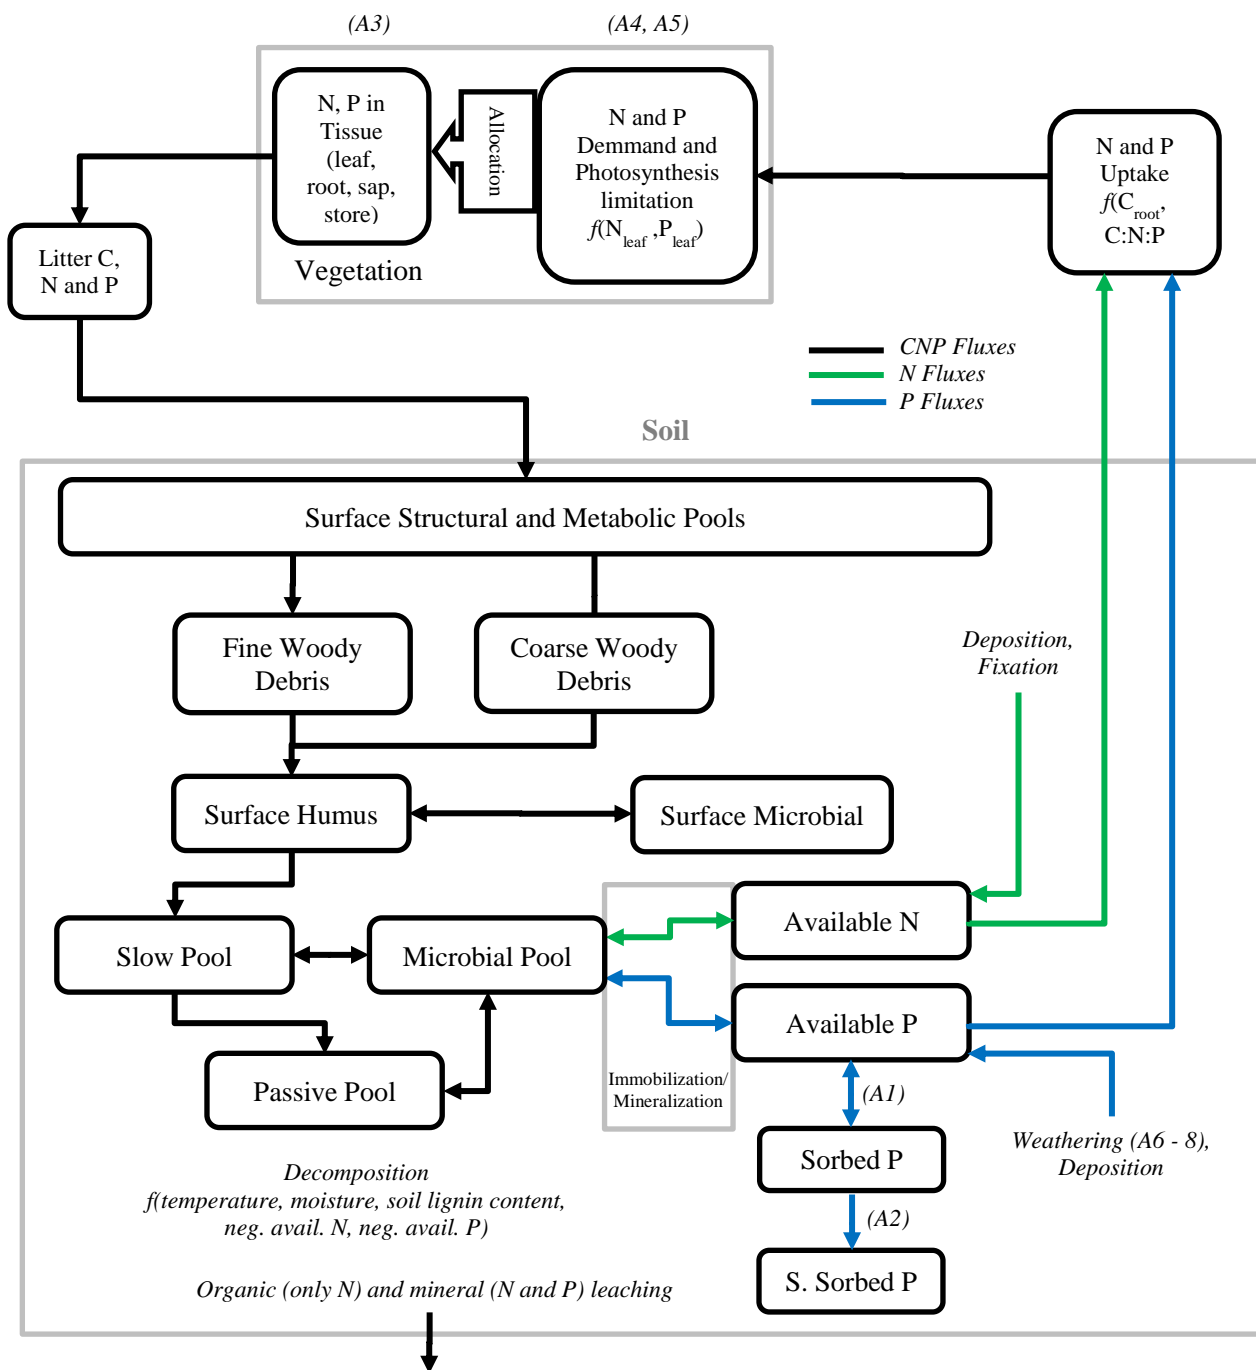 (A3)
(A4, A5)
N, P in
Tissue
(leaf,
root, sap,
store)
Allocation
N and P
Demmand and
Photosynthesis
limitation
f(Nleaf ,Pleaf)
Vegetation
N and P
Uptake
f(Croot,
C:N:P
Litter C,
N and P
CNP Fluxes
N Fluxes
P Fluxes
Soil
Surface Structural and Metabolic Pools
Fine Woody
Debris
Coarse Woody
Debris
Deposition,
Fixation
Surface Humus
Surface Microbial
Slow Pool
Microbial Pool
Available N
Available P
Passive Pool
Immobilization/
Mineralization
(A1)
Sorbed P
Weathering (A6 - 8),
Deposition
Decomposition
f(temperature, moisture, soil lignin content,
neg. avail. N, neg. avail. P)
(A2)
S. Sorbed P
Organic (only N) and mineral (N and P) leaching